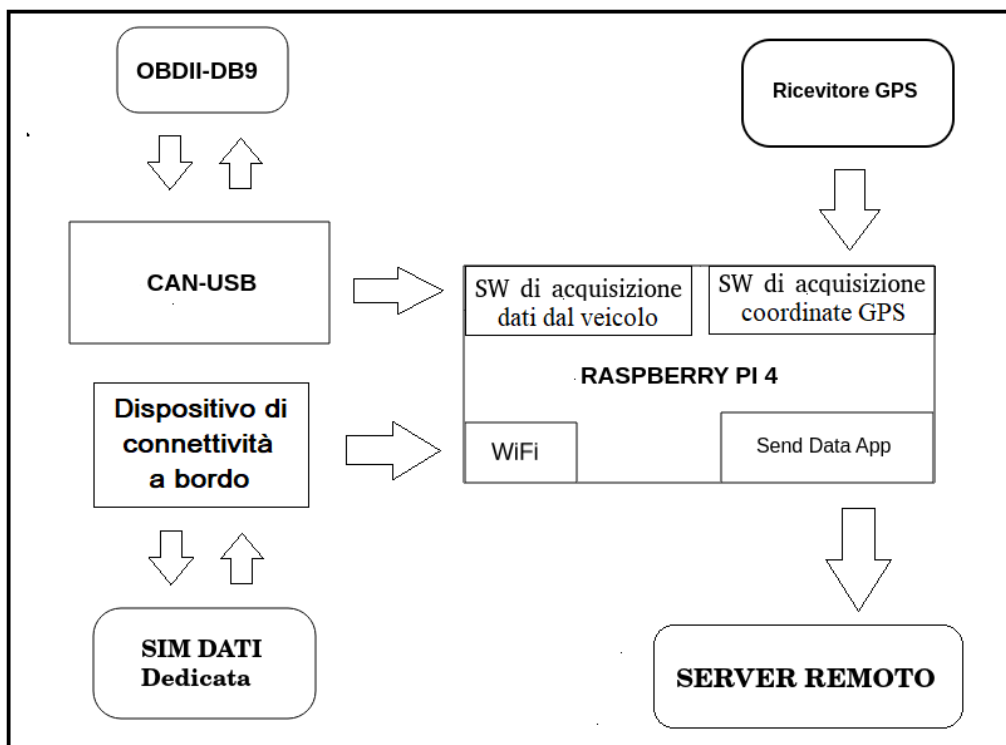 OBDII-DB9
Ricevitore GPS
CAN-USB
SW di acquisizione
dati dal veicolo
SW di acquisizione
coordinate GPS
RASPBERRY PI 4
Dispositivo di
connettività
a bordo
WiFi
Send Data App
SIM DATI
Dedicata
SERVER REMOTO